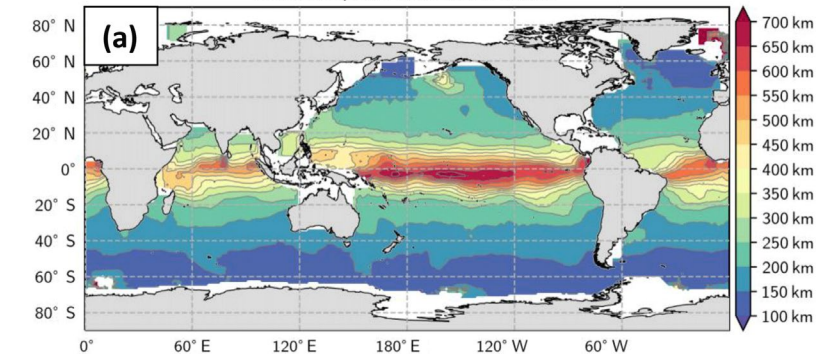 (a)
80° N
60° N
40° N
20° N
0°
20° S
40° S
60° S
80° S
0°
60° E
120° E
180° E
120° W
60° W
700 km
650 km
600 km
550 km
500 km
450 km
400 km
350 km
300 km
250 km
200 km
150 km
100 km